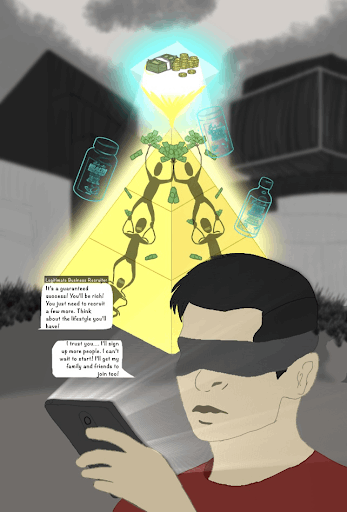 Legitimate Business Recruiter
It's a guaranteed
success! You'll be rich!
You just need to recruit
a few more. Think
about the lifestyle you'll
have!
I trust you.... I'll sign
up more people. I can't
wait to start! I'll get my
family and friends to
join too!